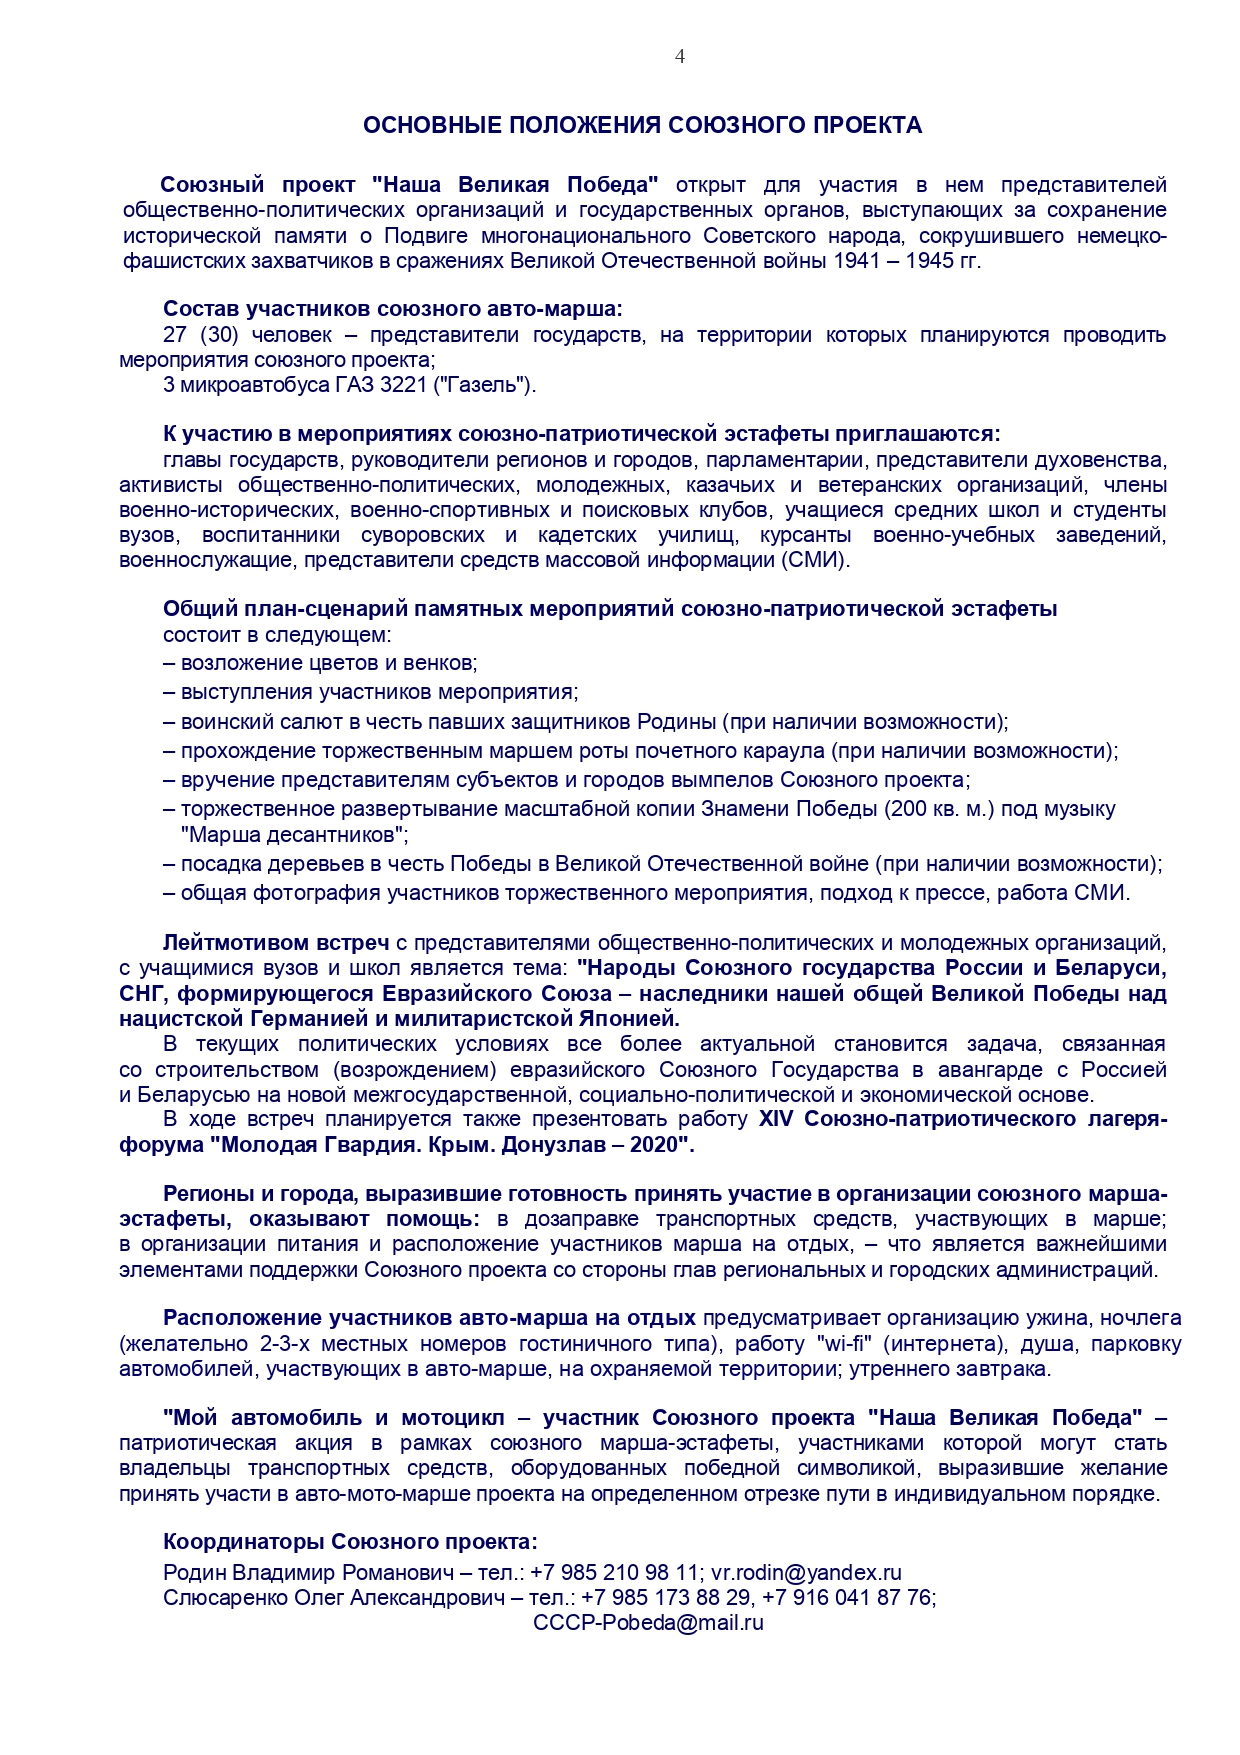 4
ОСНОВНЫЕ ПОЛОЖЕНИЯ СОЮЗНОГО ПРОЕКТА
Союзный проект "Наша Великая Победа" открыт для участия в нем представителей
общественно-политических организаций и государственных органов, выступающих за сохранение
исторической памяти о Подвиге многонационального Советского народа, сокрушившего немецко-
фашистских захватчиков в сражениях Великой Отечественной войны 1941 – 1945 гг.
Состав участников союзного авто-марша:
27 (30) человек – представители государств, на территории которых планируются проводить
мероприятия союзного проекта;
3 микроавтобуса ГАЗ 3221 ("Газель").
К участию в мероприятиях союзно-патриотической эстафеты приглашаются:
главы государств, руководители регионов и городов, парламентарии, представители духовенства,
активисты общественно-политических, молодежных, казачьих и ветеранских организаций, члены
военно-исторических, военно-спортивных и поисковых клубов, учащиеся средних школ и студенты
вузов, воспитанники суворовских и кадетских училищ, курсанты военно-учебных заведений,
военнослужащие, представители средств массовой информации (СМИ).
Общий план-сценарий памятных мероприятий союзно-патриотической эстафеты
состоит в следующем:
– возложение цветов и венков;
– выступления участников мероприятия;
– воинский салют в честь павших защитников Родины (при наличии возможности);
– прохождение торжественным маршем роты почетного караула (при наличии возможности);
– вручение представителям субъектов и городов вымпелов Союзного проекта;
– торжественное развертывание масштабной копии Знамени Победы (200 кв. м.) под музыку
"Марша десантников";
– посадка деревьев в честь Победы в Великой Отечественной войне (при наличии возможности);
– общая фотография участников торжественного мероприятия, подход к прессе, работа СМИ.
Лейтмотивом встреч с представителями общественно-политических и молодежных организаций,
с учащимися вузов и школ является тема: "Народы Союзного государства России и Беларуси,
СНГ, формирующегося Евразийского Союза – наследники нашей общей Великой Победы над
нацистской Германией и милитаристской Японией.
В текущих политических условиях все более актуальной становится задача, связанная
со строительством (возрождением) евразийского Союзного Государства в авангарде с Россией
и Беларусью на новой межгосударственной, социально-политической и экономической основе.
В ходе встреч планируется также презентовать работу XIV Союзно-патриотического лагеря-
форума "Молодая Гвардия. Крым. Донузлав – 2020".
Регионы и города, выразившие готовность принять участие в организации союзного марша-
эстафеты, оказывают помощь: в дозаправке транспортных средств, участвующих в марше;
в организации питания и расположение участников марша на отдых, – что является важнейшими
элементами поддержки Союзного проекта со стороны глав региональных и городских администраций.
Расположение участников авто-марша на отдых предусматривает организацию ужина, ночлега
(желательно 2-3-х местных номеров гостиничного типа), работу "wi-fi" (интернета), душа, парковку
автомобилей, участвующих в авто-марше, на охраняемой территории; утреннего завтрака.
"Мой автомобиль и мотоцикл – участник Союзного проекта "Наша Великая Победа" –
патриотическая акция в рамках союзного марша-эстафеты, участниками которой могут стать
владельцы транспортных средств, оборудованных победной символикой, выразившие желание
принять участи в авто-мото-марше проекта на определенном отрезке пути в индивидуальном порядке.
Координаторы Союзного проекта:
Родин Владимир Романович – тел.: +7 985 210 98 11; vr.rodin@yandex.ru
Слюсаренко Олег Александрович – тел.: +7 985 173 88 29, +7 916 041 87 76;
CCCP-Pobeda@mail.ru